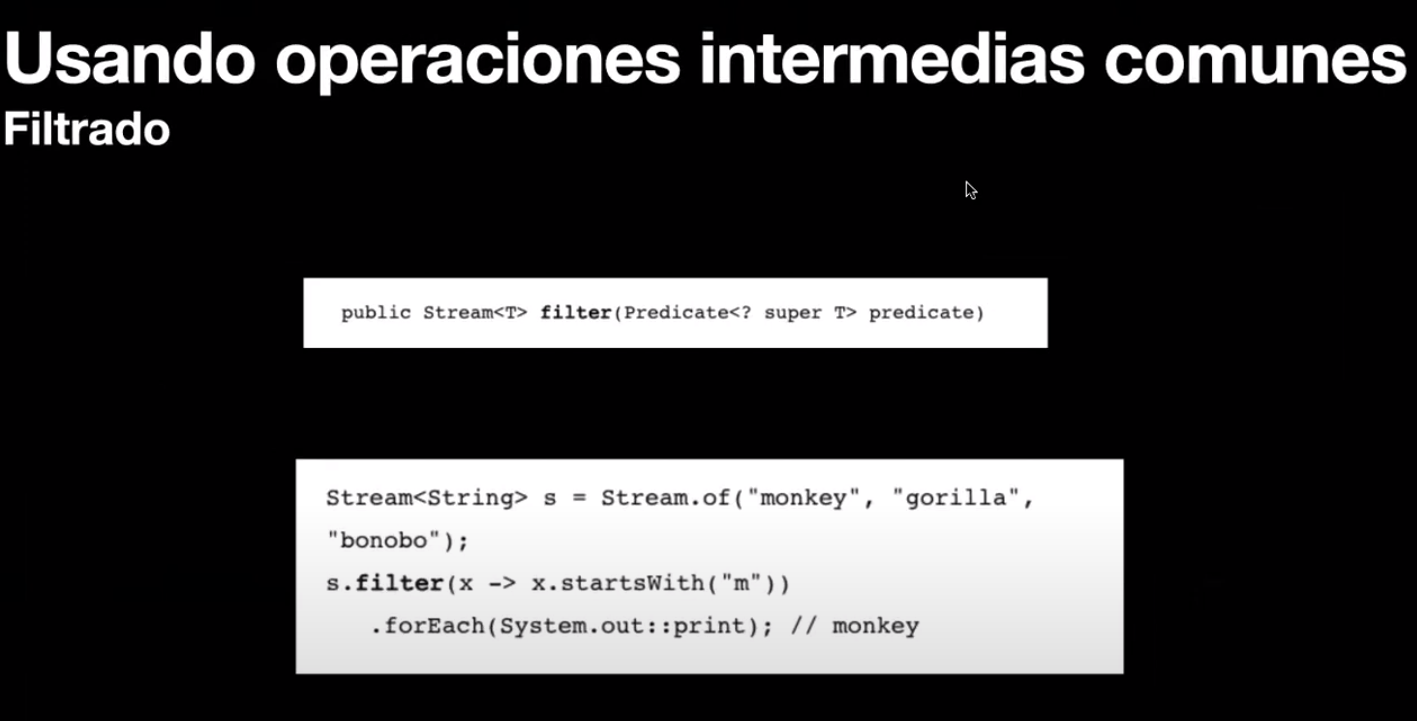 Usando operaciones intermedias comunes
Filtrado
public Stream<T> filter(Predicate<? super T> predicate)
Stream<String> s = Stream.of("monkey", "gorilla",
"bonobo");
s.filter(x -> x.startsWith("m"))
.forEach(System.out::print); // monkey